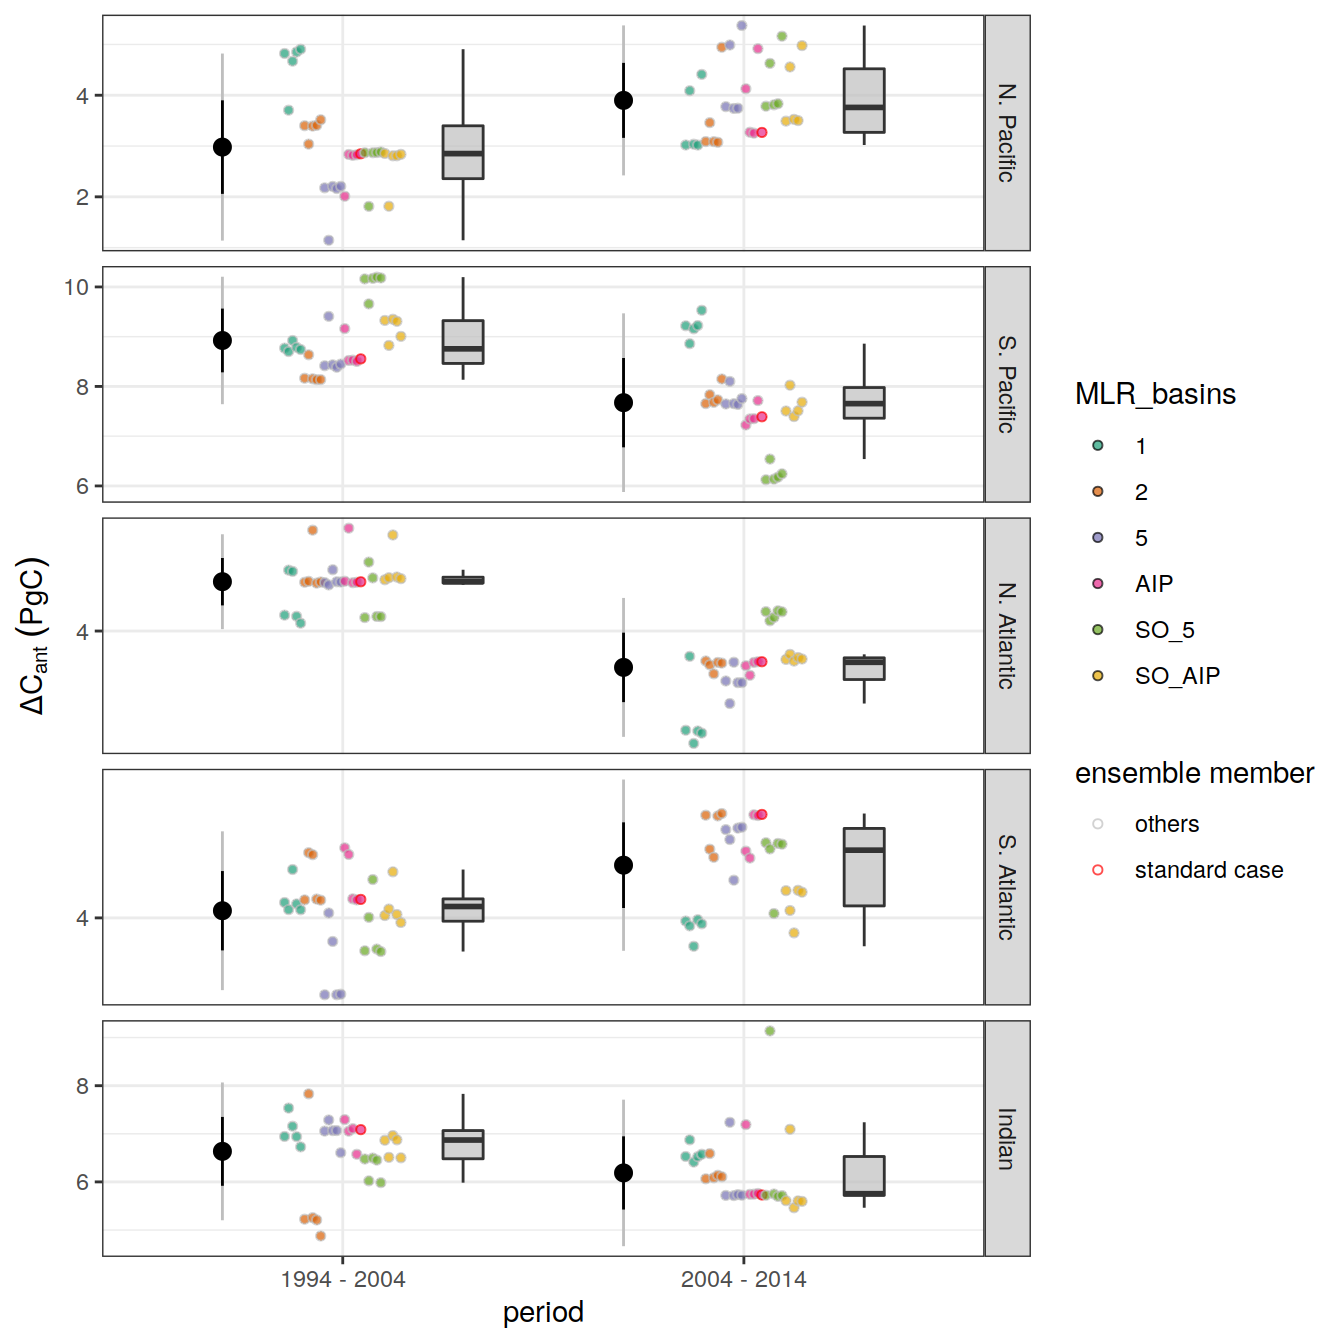 4
2
N. Pacific
10
8
6
S. Pacific
4
N. Atlantic
4
S. Atlantic
8
6
Indian
ΔCant (PgC)
1994 - 2004
2004 - 2014
period
MLR_basins
1
2
5
AIP
SO_5
SO_AIP
ensemble member
others
standard case